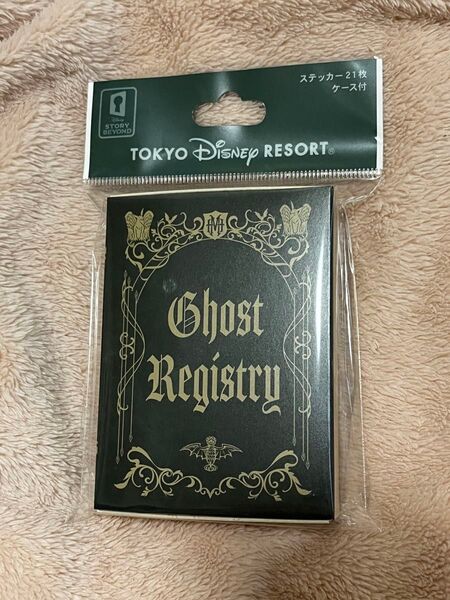 ステッカー21枚
ケース付
Disney
STORY
BEYOND
TOKYO Disney RESORT®
Ghost
Registry